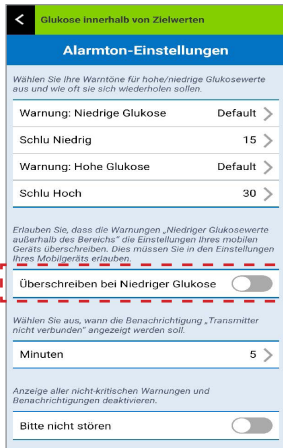 Glukose innerhalb von Zielwerten
Alarmton-Einstellungen
Wählen Sie Ihre Warntöne für hohe/niedrige Glukosewerte
aus und wie oft sie sich wiederholen sollen.
Warnung: Niedrige Glukose Default
Schlu Niedrig 15
Warnung: Hohe Glukose Default
Schlu Hoch 30
Erlauben Sie, dass die Warnungen „Niedriger Glukosewerte
außerhalb des Bereichs“ die Einstellungen Ihres mobilen
Geräts überschreiben. Dies müssen Sie in den Einstellungen
Ihres Mobilgeräts erlauben.
Überschreiben bei Niedriger Glukose
Wählen Sie aus, wann die Benachrichtigung „Transmitter
nicht verbunden“ angezeigt werden soll.
Minuten 5
Anzeige aller nicht-kritischen Warnungen und
Benachrichtigungen deaktivieren.
Bitte nicht stören